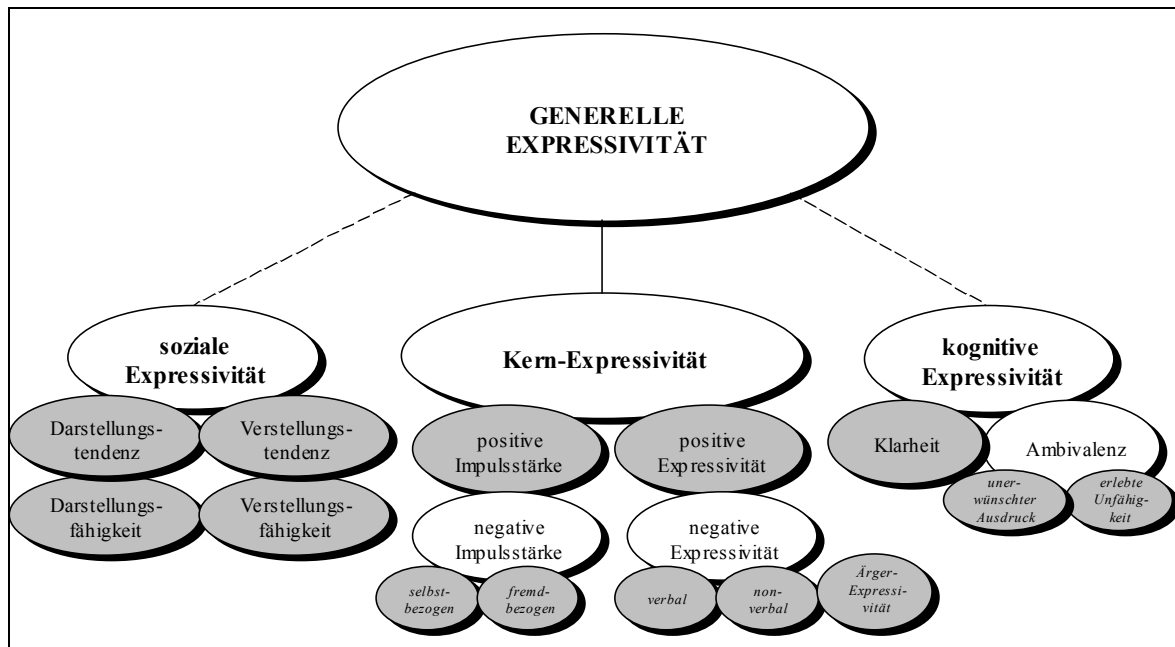 GENERELLE
EXPRESSIVITÄT
soziale
Expressivität
Kern-Expressivität
kognitive
Expressivität
Darstellungs-
tendenz
Verstellungs-
tendenz
Darstellungs-
fähigkeit
Verstellungs-
fähigkeit
positive
Impulsstärke
positive
Expressivität
negative
Impulsstärke
negative
Expressivität
selbst-
bezogen
fremd-
bezogen
verbal
non-
verbal
Ärger-
Expressi-
vität
Klarheit
Ambivalenz
uner-
wünschter
Ausdruck
erlebte
Unfähig-
keit